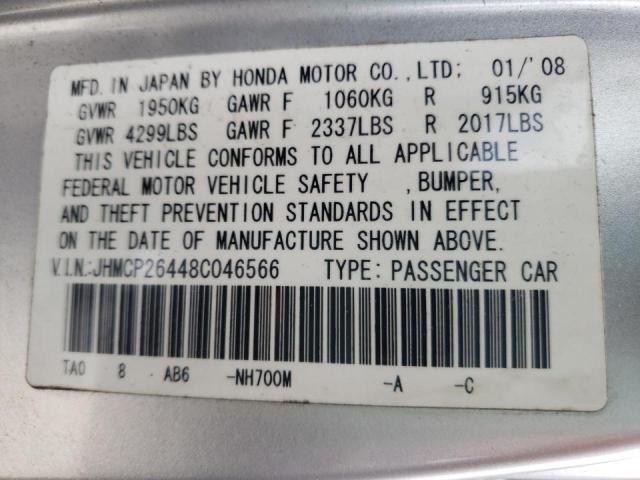 MFD. IN JAPAN BY HONDA MOTOR CO., LTD; 01/'08
GVWR 1950KG GAWR F 1060KG R 915KG
GVWR 4299LBS GAWR F 2337LBS R 2017LBS
THIS VEHICLE CONFORMS TO ALL APPLICABLE
FEDERAL MOTOR VEHICLE SAFETY , BUMPER,
AND THEFT PREVENTION STANDARDS IN EFFECT
ON THE DATE OF MANUFACTURE SHOWN ABOVE.
V.I.N.:JHMCP26448C046566 TYPE: PASSENGER CAR
TA0 8 AB6 -NH700M -A -C